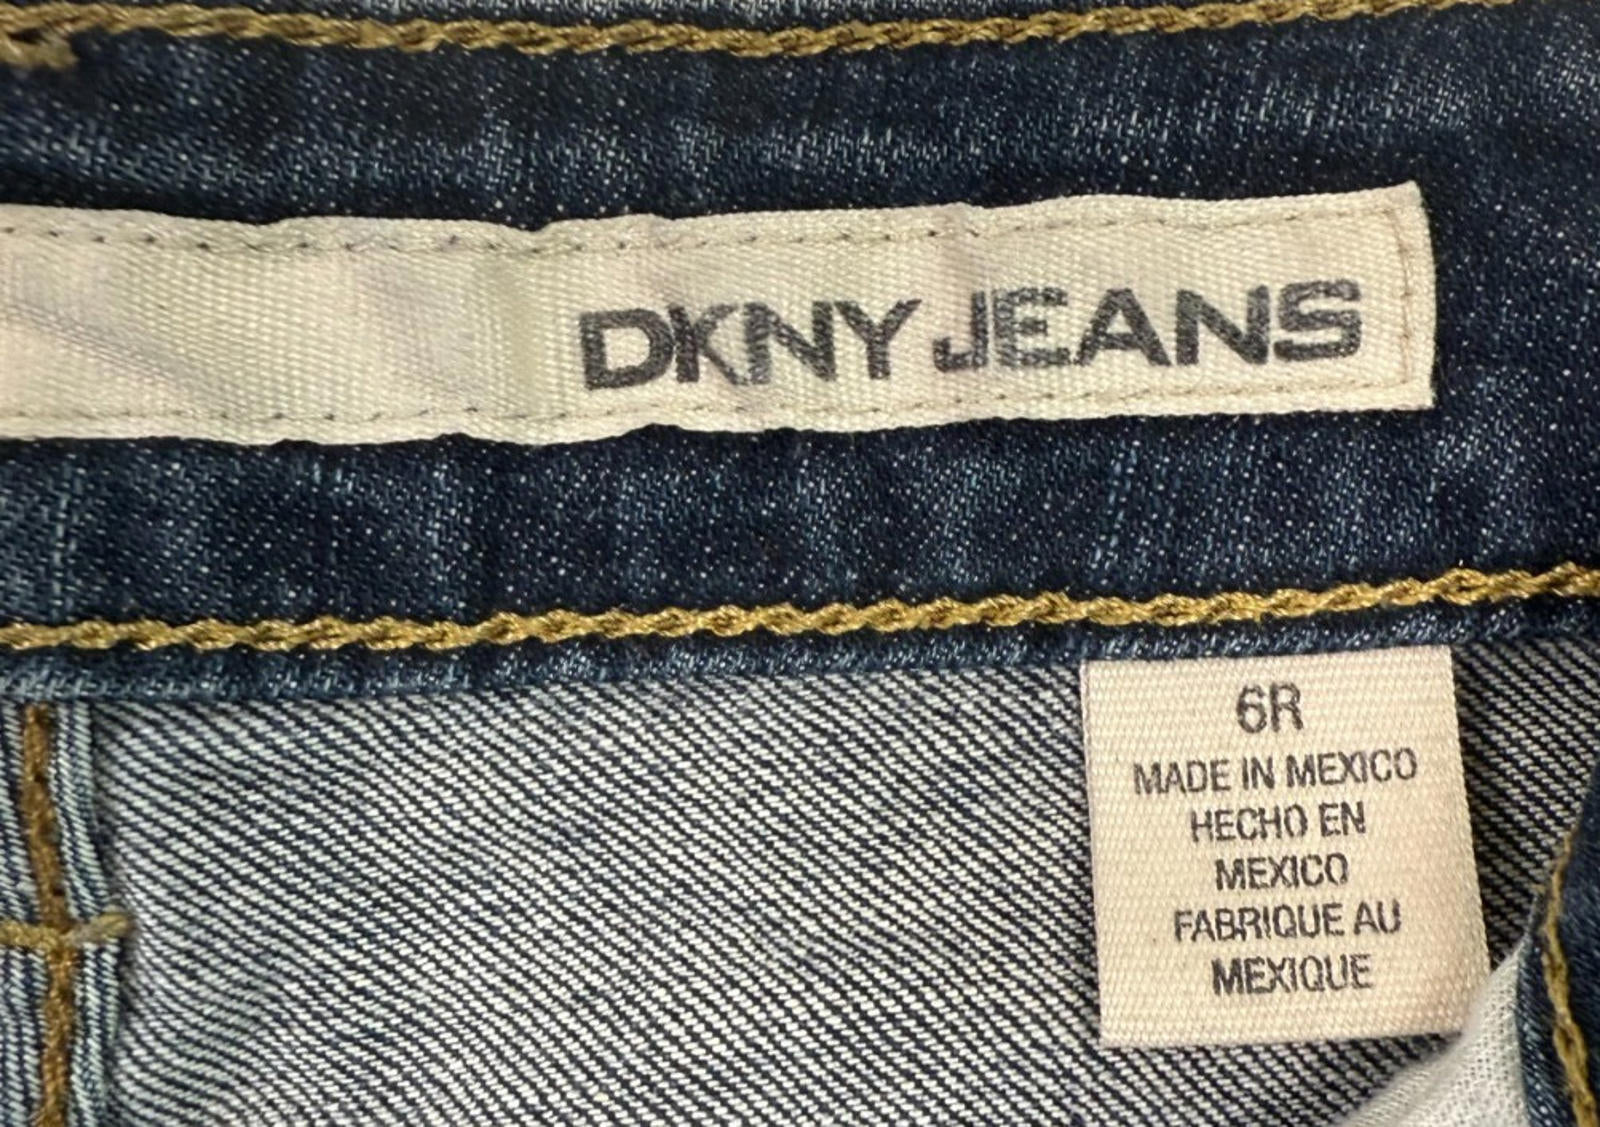 DKNY JEANS
6R
MADE IN MEXICO
HECHO EN
MEXICO
FABRIQUE AU
MEXIQUE